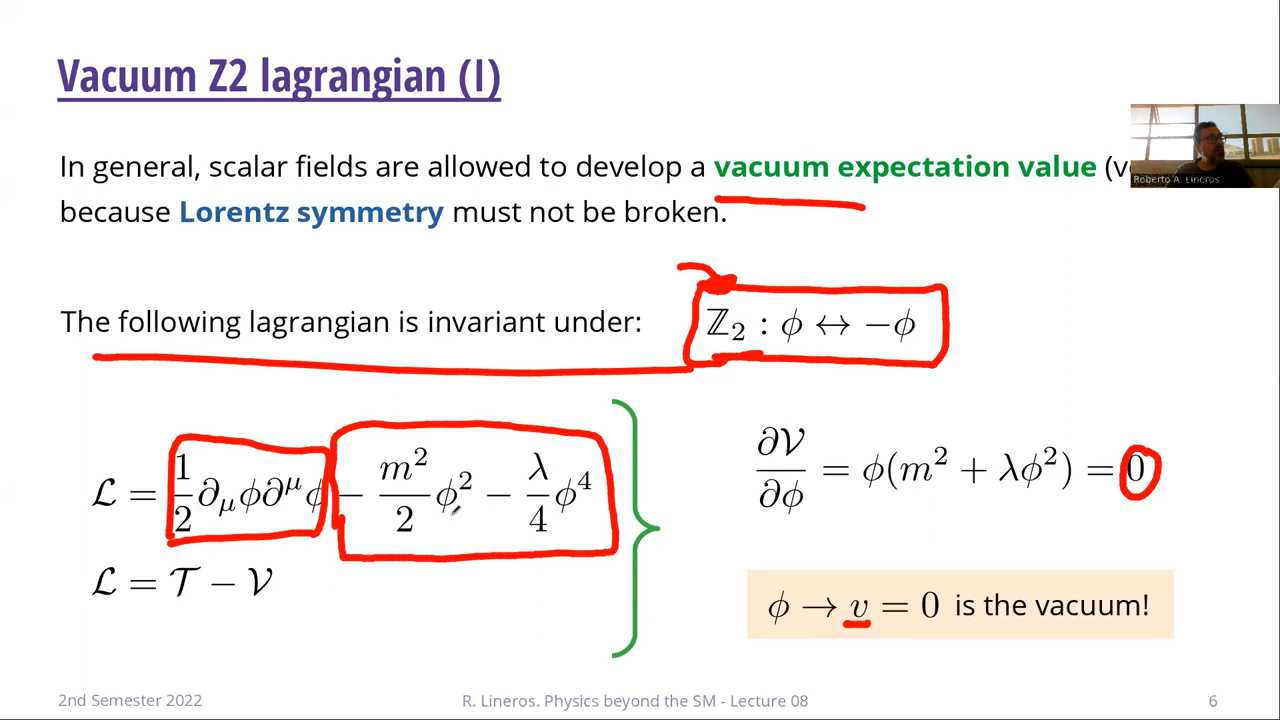 Vacuum Z2 lagrangian (I)
In general, scalar fields are allowed to develop a vacuum expectation value
Roberto A. Lineros
because Lorentz symmetry must not be broken.
The following lagrangian is invariant under: ℤ₂ : ϕ ↔ −ϕ
ℒ = 1/2 ∂_μϕ∂^μϕ − m²/2 ϕ² − λ/4 ϕ⁴
∂𝒱/∂ϕ = ϕ(m² + λϕ²) = 0
ℒ = 𝒯 − 𝒱
ϕ → v = 0 is the vacuum!
2nd Semester 2022 R. Lineros. Physics beyond the SM - Lecture 08 6